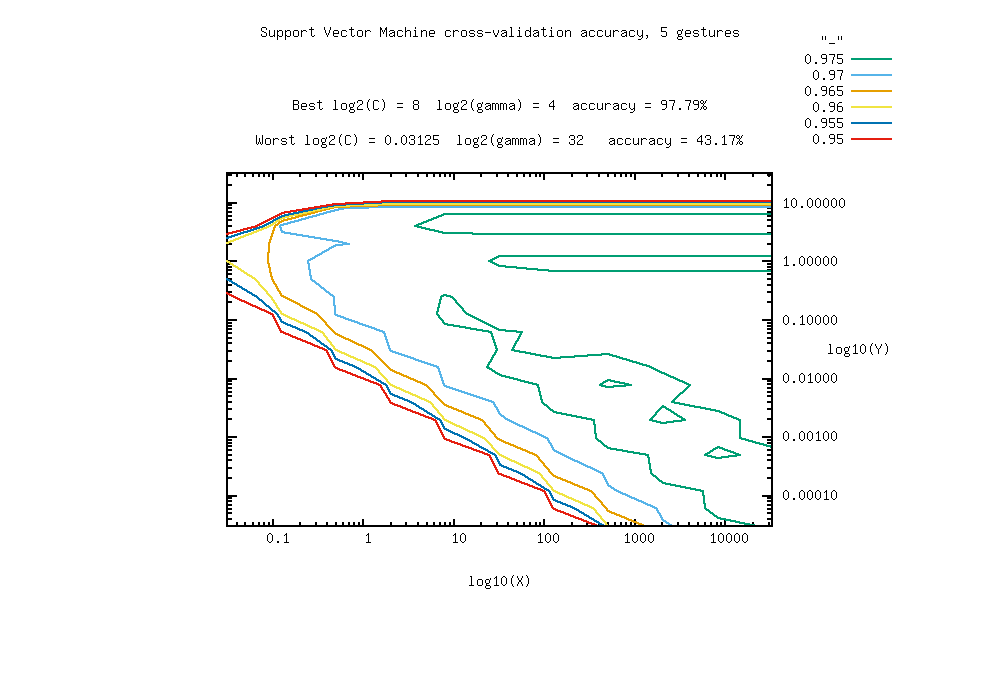 Support Vector Machine cross-validation accuracy, 5 gestures
"_"
0.975
0.97
0.965
0.96
0.955
0.95
Best log2(C) = 8  log2(gamma) = 4  accuracy = 97.79%
Worst log2(C) = 0.03125  log2(gamma) = 32   accuracy = 43.17%
10.00000
1.00000
0.10000
log10(Y)
0.01000
0.00100
0.00010
0.1 1 10 100 1000 10000
log10(X)